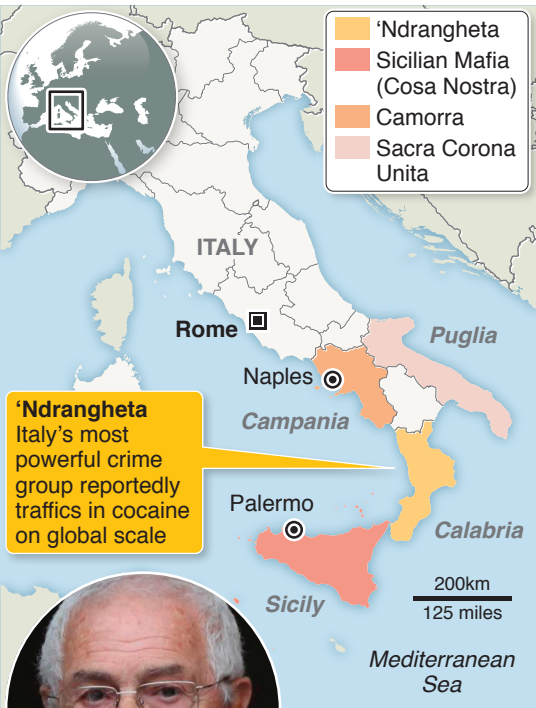 ‘Ndrangheta
Sicilian Mafia
(Cosa Nostra)
Camorra
Sacra Corona
Unita
ITALY
Rome
Puglia
Naples
Campania
‘Ndrangheta
Italy’s most
powerful crime
group reportedly
traffics in cocaine
on global scale
Palermo
Calabria
Sicily
200km
125 miles
Mediterranean
Sea